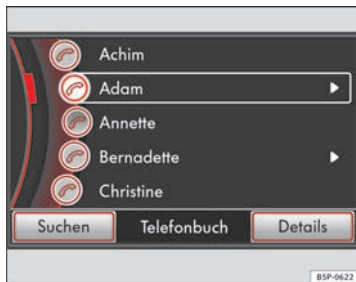 Achim
Adam
Annette
Bernadette
Christine
Suchen Telefonbuch Details
B5P-0622